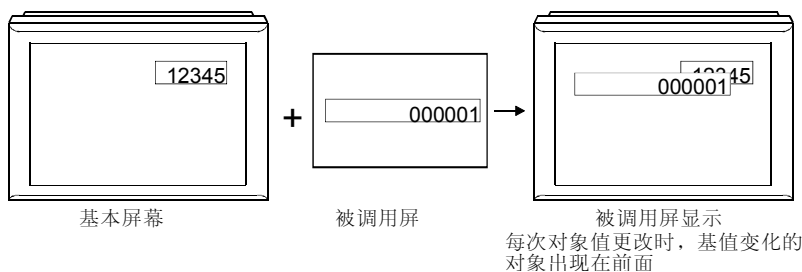 12345
+
000001
12345
000001
基本屏幕
被调用屏
被调用屏显示
每次对象值更改时，基值变化的
对象出现在前面